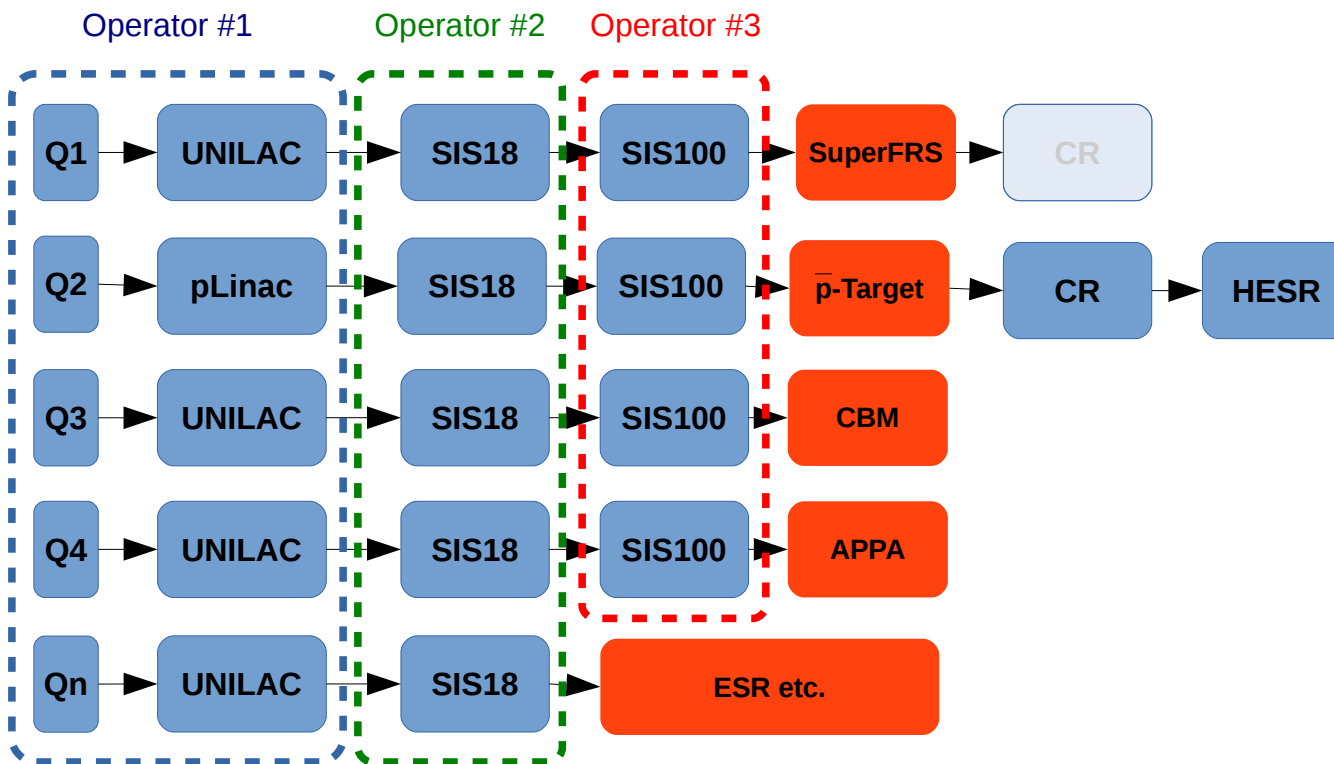 Operator #1 Operator #2 Operator #3
Q1 UNILAC SIS18 SIS100 SuperFRS CR
Q2 pLinac SIS18 SIS100 p̅-Target CR HESR
Q3 UNILAC SIS18 SIS100 CBM
Q4 UNILAC SIS18 SIS100 APPA
Qn UNILAC SIS18 ESR etc.